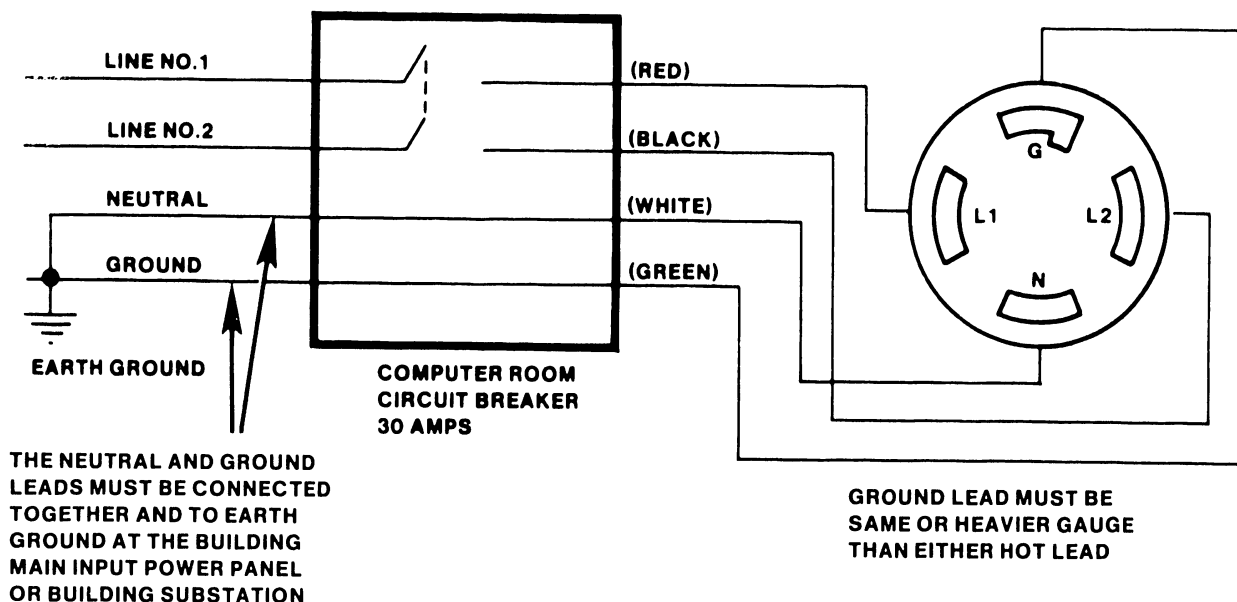 LINE NO.1
LINE NO.2
NEUTRAL
GROUND
EARTH GROUND
(RED)
(BLACK)
(WHITE)
(GREEN)
G
L1
L2
N
COMPUTER ROOM
CIRCUIT BREAKER
30 AMPS
THE NEUTRAL AND GROUND
LEADS MUST BE CONNECTED
TOGETHER AND TO EARTH
GROUND AT THE BUILDING
MAIN INPUT POWER PANEL
OR BUILDING SUBSTATION
GROUND LEAD MUST BE
SAME OR HEAVIER GAUGE
THAN EITHER HOT LEAD